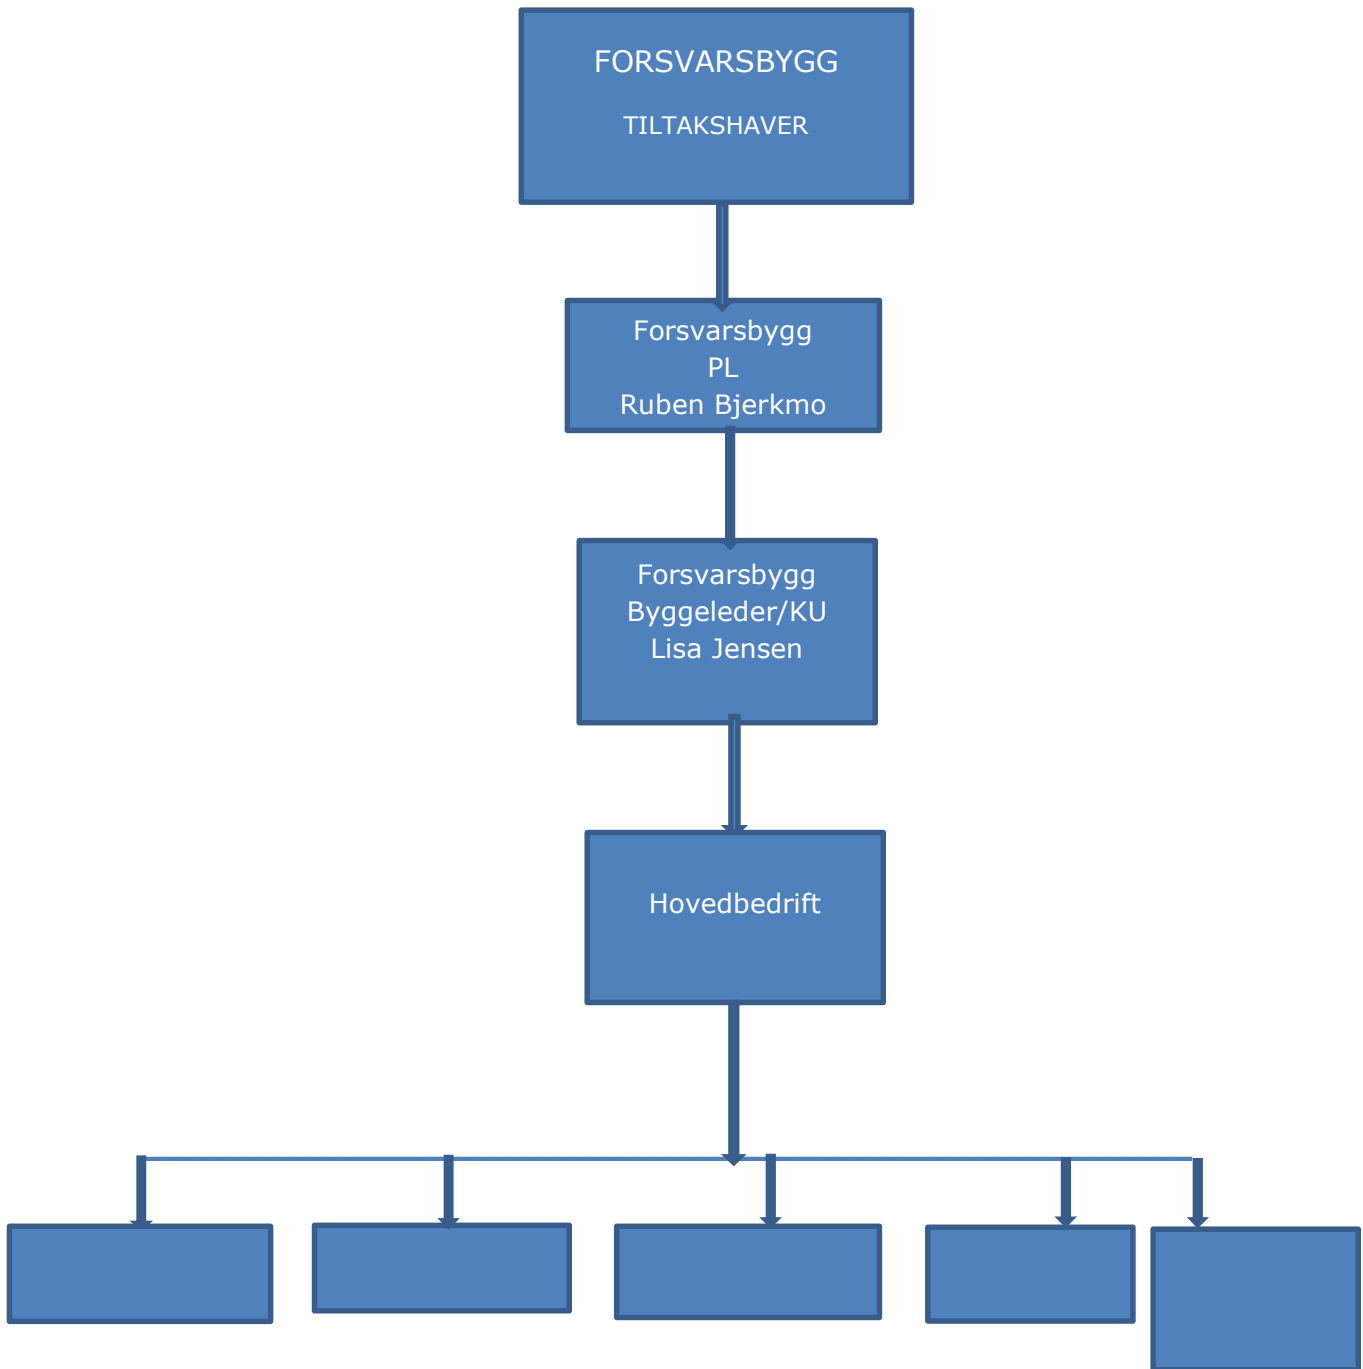 FORSVARSBYGG
TILTAKSHAVER
Forsvarsbygg
PL
Ruben Bjerkmo
Forsvarsbygg
Byggeleder/KU
Lisa Jensen
Hovedbedrift